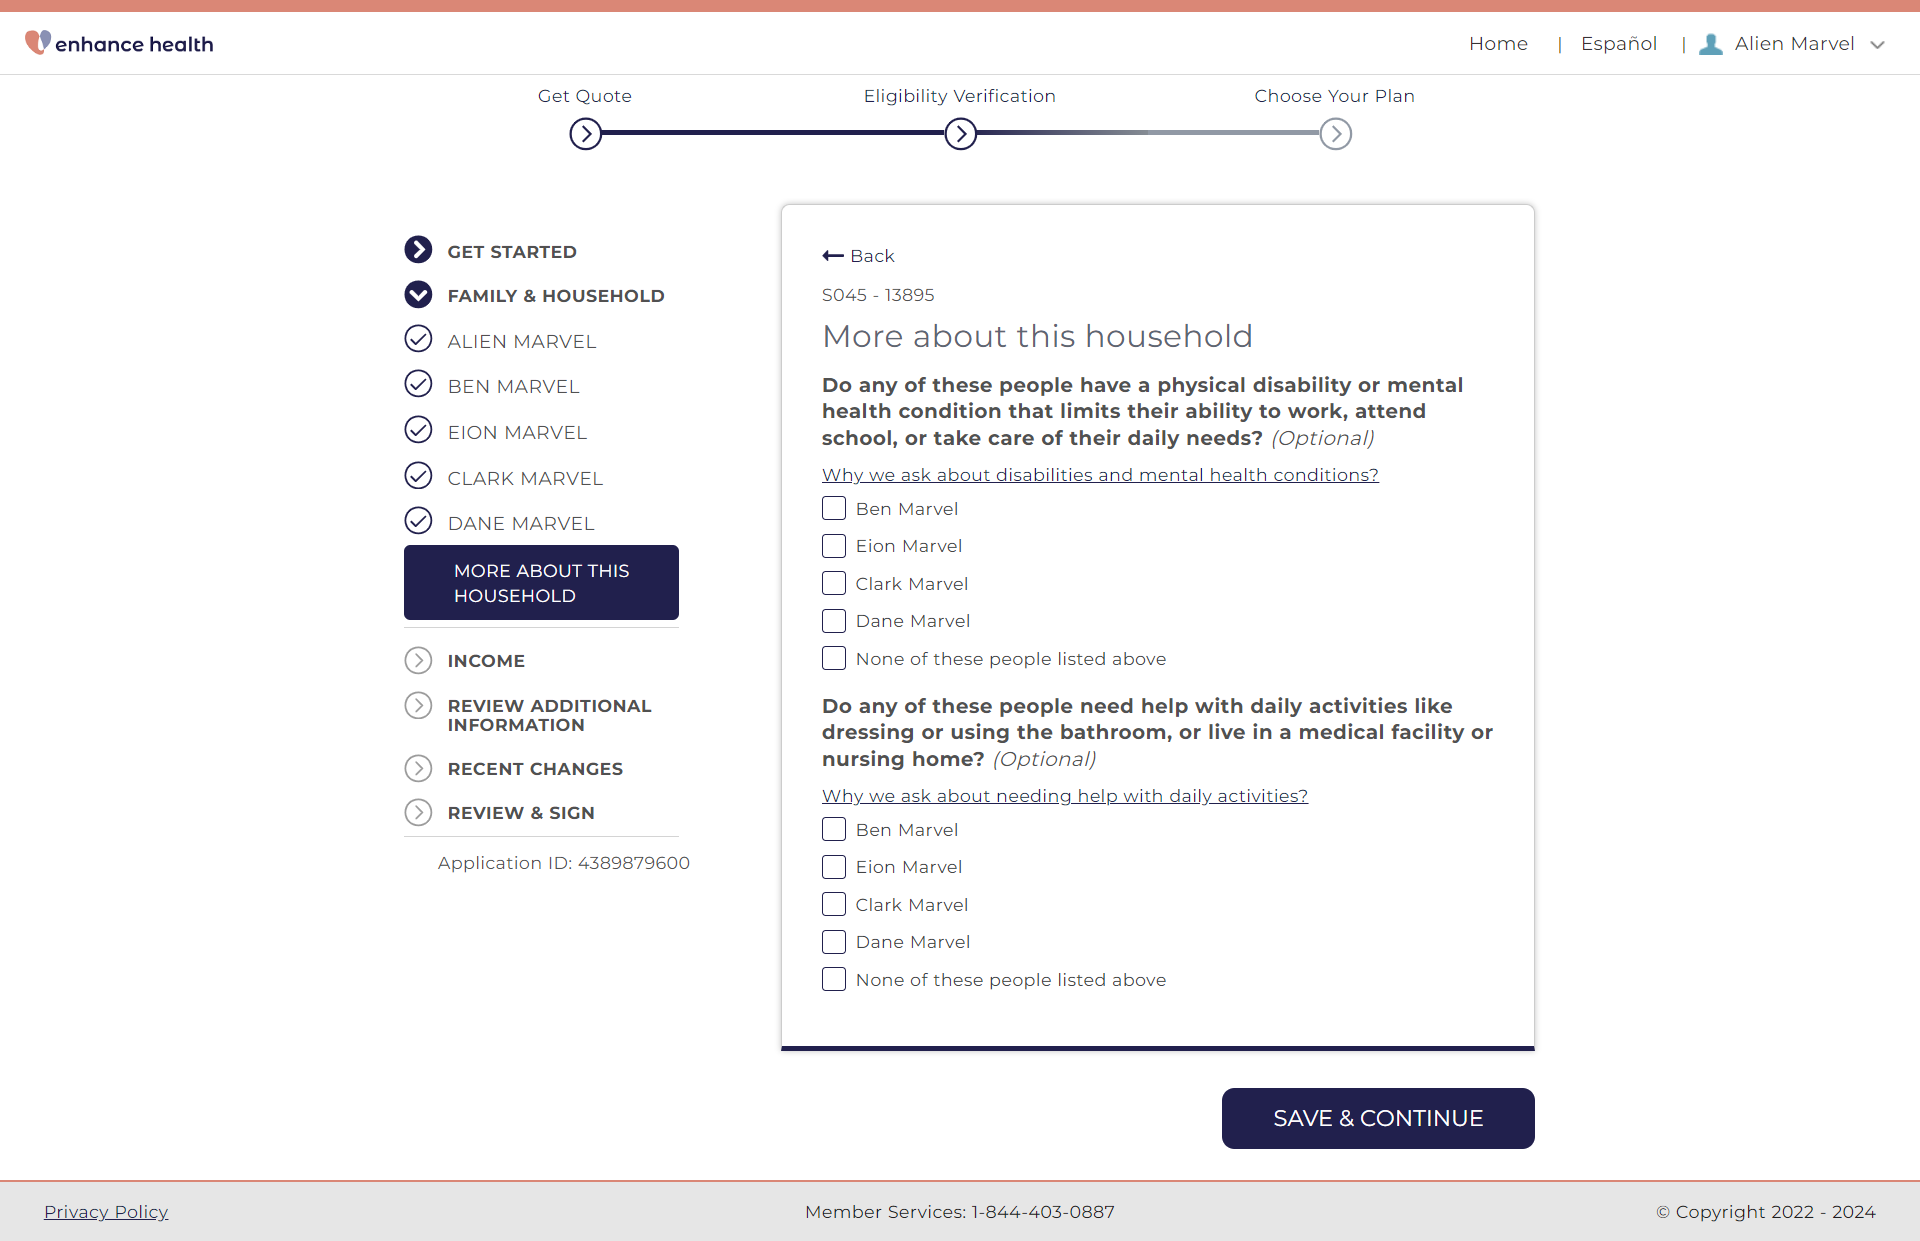 enhance health
Home | Español | Alien Marvel
Get Quote
Eligibility Verification
Choose Your Plan
GET STARTED
FAMILY & HOUSEHOLD
ALIEN MARVEL
BEN MARVEL
EION MARVEL
CLARK MARVEL
DANE MARVEL
MORE ABOUT THIS
HOUSEHOLD
INCOME
REVIEW ADDITIONAL
INFORMATION
RECENT CHANGES
REVIEW & SIGN
Application ID: 4389879600
Back
S045 - 13895
More about this household
Do any of these people have a physical disability or mental
health condition that limits their ability to work, attend
school, or take care of their daily needs? (Optional)
Why we ask about disabilities and mental health conditions?
Ben Marvel
Eion Marvel
Clark Marvel
Dane Marvel
None of these people listed above
Do any of these people need help with daily activities like
dressing or using the bathroom, or live in a medical facility or
nursing home? (Optional)
Why we ask about needing help with daily activities?
Ben Marvel
Eion Marvel
Clark Marvel
Dane Marvel
None of these people listed above
SAVE & CONTINUE
Privacy Policy
Member Services: 1-844-403-0887
© Copyright 2022 - 2024